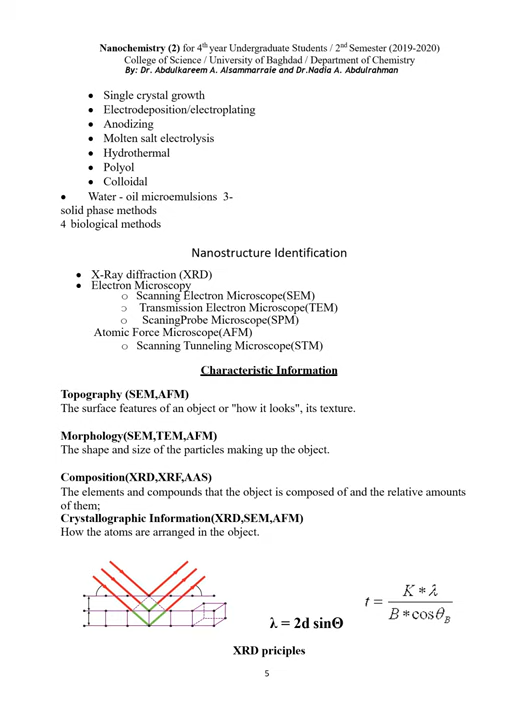 Nanochemistry (2) for 4th year Undergraduate Students / 2nd Semester (2019-2020)
College of Science / University of Baghdad / Department of Chemistry
By: Dr. Abdulkareem A. Alsammarraie and Dr.Nadia A. Abdulrahman
• Single crystal growth
• Electrodeposition/electroplating
• Anodizing
• Molten salt electrolysis
• Hydrothermal
• Polyol
• Colloidal
• Water - oil microemulsions 3-
solid phase methods
4 biological methods
Nanostructure Identification
• X-Ray diffraction (XRD)
• Electron Microscopy
o Scanning Electron Microscope(SEM)
o Transmission Electron Microscope(TEM)
o ScaningProbe Microscope(SPM)
Atomic Force Microscope(AFM)
o Scanning Tunneling Microscope(STM)
Characteristic Information
Topography (SEM,AFM)
The surface features of an object or "how it looks", its texture.
Morphology(SEM,TEM,AFM)
The shape and size of the particles making up the object.
Composition(XRD,XRF,AAS)
The elements and compounds that the object is composed of and the relative amounts
of them;
Crystallographic Information(XRD,SEM,AFM)
How the atoms are arranged in the object.
λ = 2d sinΘ
t = K * λ / B * cosθB
XRD priciples
5